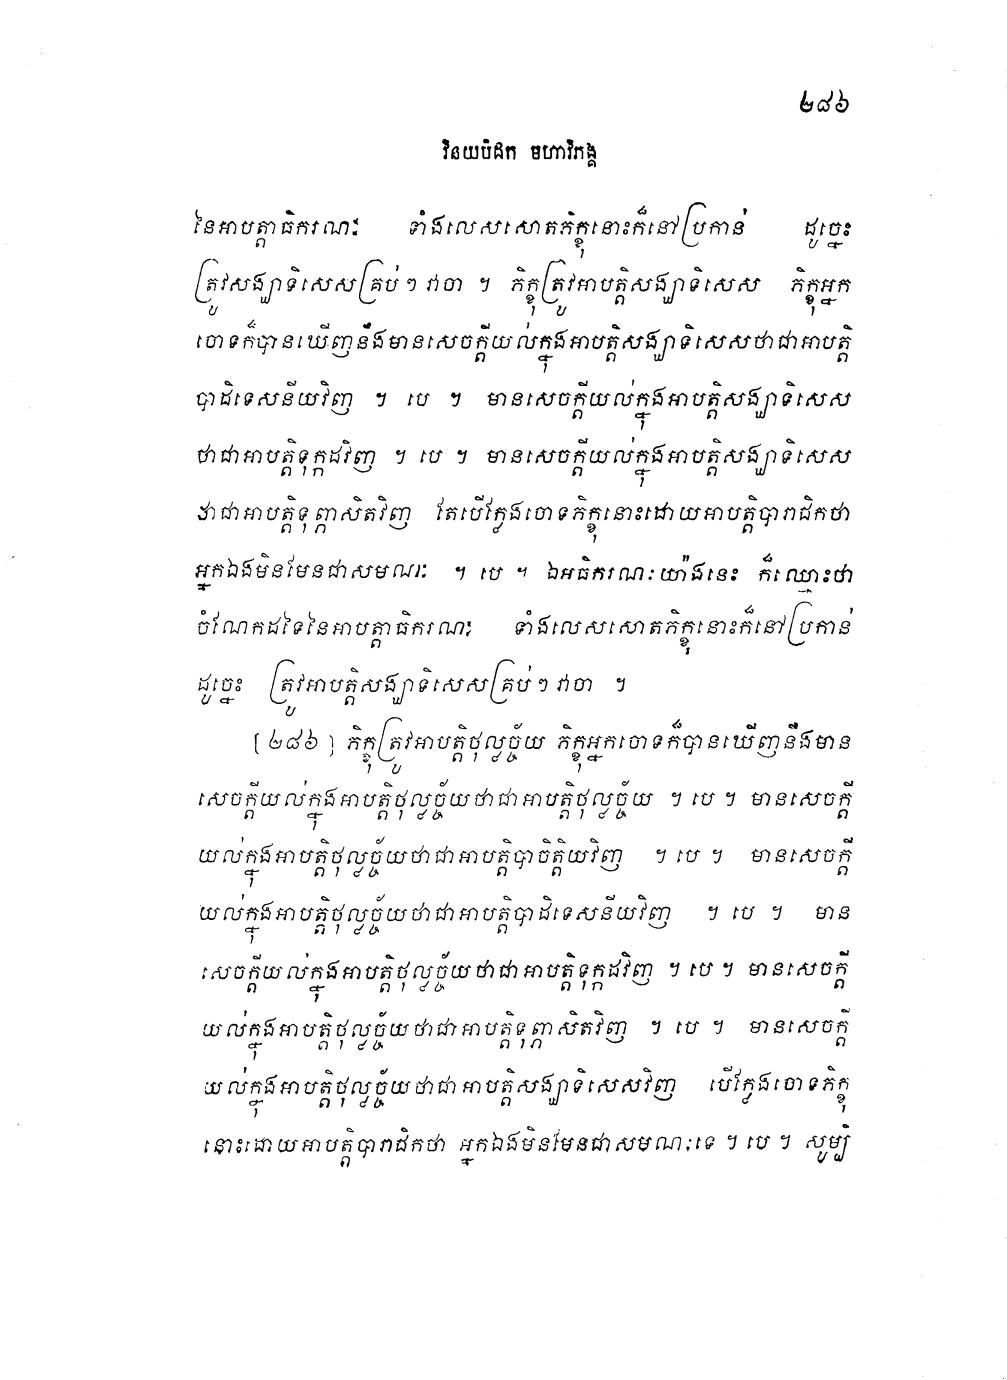 ២៨៦
វិនយបិដក មហាវិភង្គ
នៃអាបត្តាធិករណៈ ទាំងលេសសោតភិក្ខុនោះក៏នៅប្រកាន់ ដូច្នេះ
ត្រូវសង្ឃាទិសេសគ្រប់ៗវាចា ។ ភិក្ខុត្រូវអាបត្តិសង្ឃាទិសេស ភិក្ខុអ្នក
ចោទក៏បានឃើញនឹងមានសេចក្តីយល់ក្នុងអាបត្តិសង្ឃាទិសេសថាជាអាបត្តិ
បាដិទេសនីយវិញ ។ បេ ។ មានសេចក្តីយល់ក្នុងអាបត្តិសង្ឃាទិសេស
ថាជាអាបត្តិទុក្កដវិញ ។ បេ ។ មានសេចក្តីយល់ក្នុងអាបត្តិសង្ឃាទិសេស
ថាជាអាបត្តិទុព្ភាសិតវិញ តែបើក្លែងចោទភិក្ខុនោះដោយអាបត្តិបារាជិកថា
អ្នកឯងមិនមែនជាសមណៈ ។ បេ ។ ឯអធិករណៈយ៉ាងនេះ ក៏ឈ្មោះថា
ចំណែកដទៃនៃអាបត្តាធិករណៈ ទាំងលេសសោតភិក្ខុនោះក៏នៅប្រកាន់
ដូច្នេះ ត្រូវអាបត្តិសង្ឃាទិសេសគ្រប់ៗវាចា ។
(២៨៦) ភិក្ខុត្រូវអាបត្តិថុល្លច្ច័យ ភិក្ខុអ្នកចោទក៏បានឃើញនឹងមាន
សេចក្តីយល់ក្នុងអាបត្តិថុល្លច្ច័យថាជាអាបត្តិថុល្លច្ច័យ ។ បេ ។ មានសេចក្តី
យល់ក្នុងអាបត្តិថុល្លច្ច័យថាជាអាបត្តិបាចិត្តិយវិញ ។ បេ ។ មានសេចក្តី
យល់ក្នុងអាបត្តិថុល្លច្ច័យថាជាអាបត្តិបាដិទេសនីយវិញ ។ បេ ។ មាន
សេចក្តីយល់ក្នុងអាបត្តិថុល្លច្ច័យថាជាអាបត្តិទុក្កដវិញ ។ បេ ។ មានសេចក្តី
យល់ក្នុងអាបត្តិថុល្លច្ច័យថាជាអាបត្តិទុព្ភាសិតវិញ ។ បេ ។ មានសេចក្តី
យល់ក្នុងអាបត្តិថុល្លច្ច័យថាជាអាបត្តិសង្ឃាទិសេសវិញ បើក្លែងចោទភិក្ខុ
នោះដោយអាបត្តិបារាជិកថា អ្នកឯងមិនមែនជាសមណៈទេ ។ បេ ។ សូម្បី